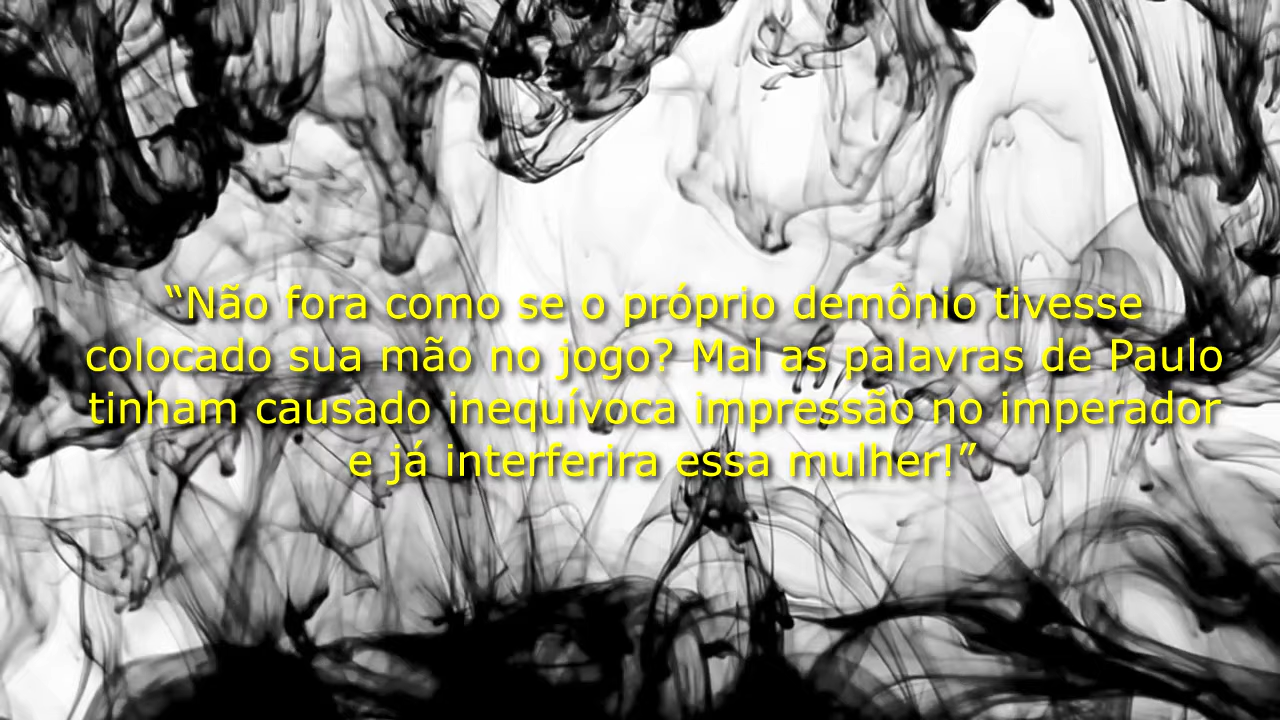 “Não fora como se o próprio demônio tivesse
colocado sua mão no jogo? Mal as palavras de Paulo
tinham causado inequívoca impressão no imperador
e já interferira essa mulher!”